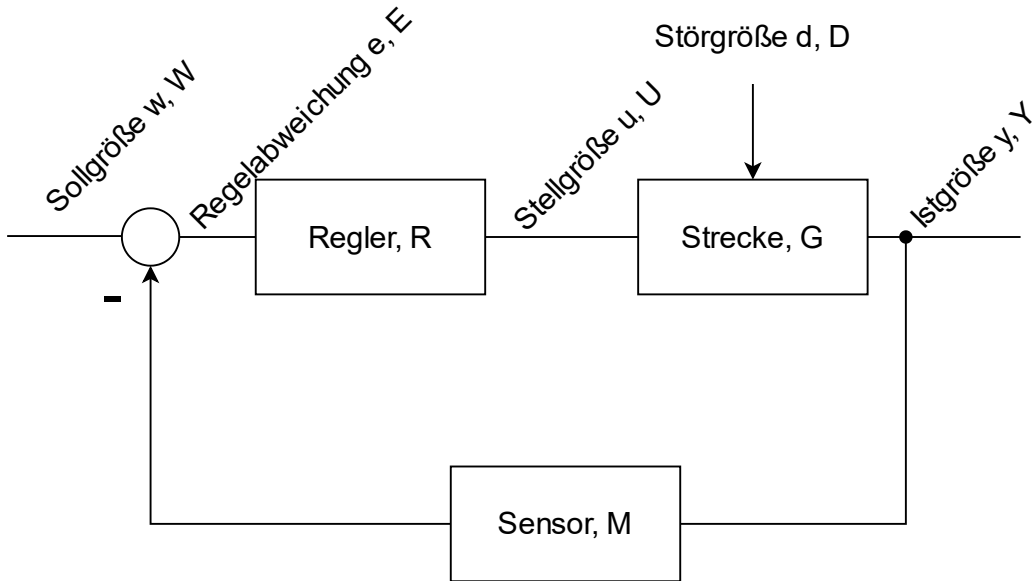 Störgröße d, D
Sollgröße w, W
Regelabweichung e, E
Stellgröße u, U
Istgröße y, Y
Regler, R
Strecke, G
-
Sensor, M